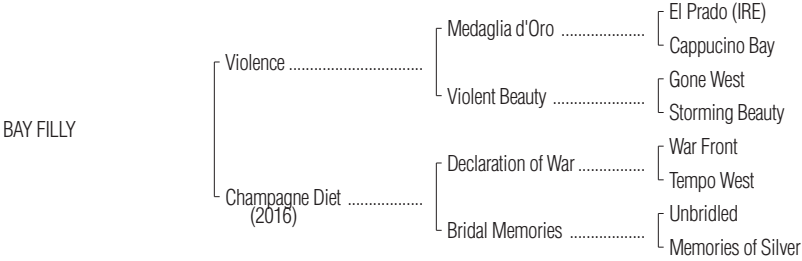 El Prado (IRE)
Medaglia d'Oro ....................
Cappucino Bay
Violence ................................
Gone West
Violent Beauty ......................
Storming Beauty
BAY FILLY
War Front
Declaration of War ................
Tempo West
Champagne Diet ..................
(2016)
Unbridled
Bridal Memories ..................
Memories of Silver